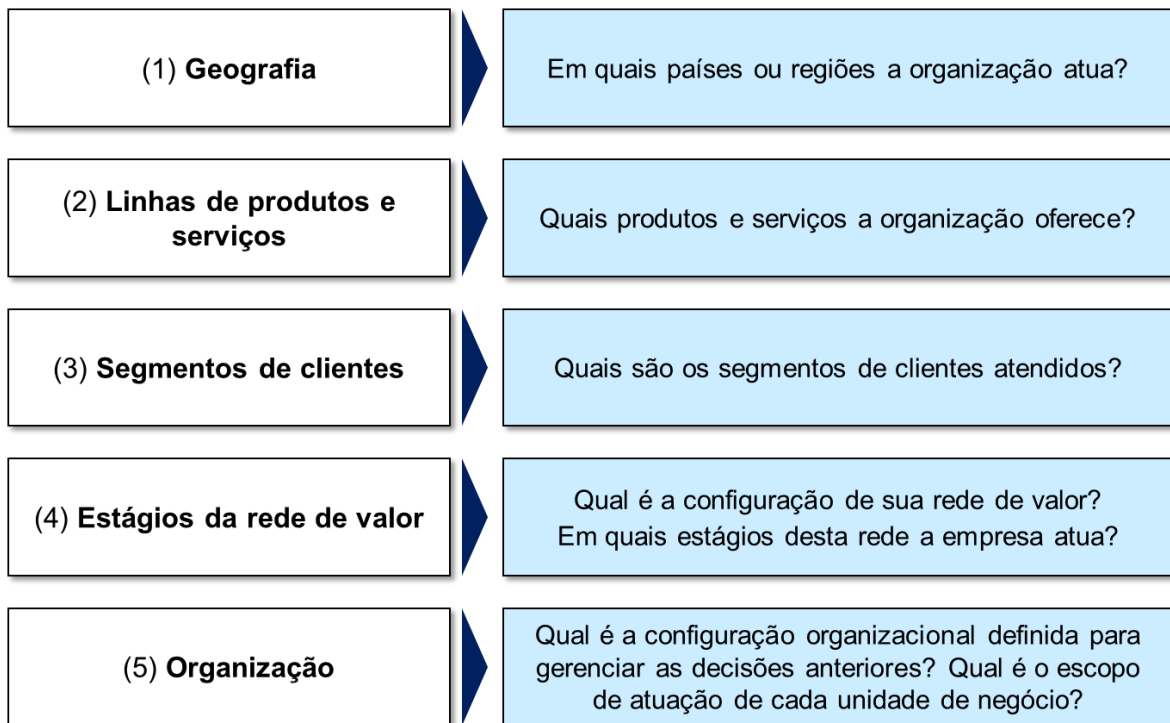 (1) Geografia
Em quais países ou regiões a organização atua?
(2) Linhas de produtos e
serviços
Quais produtos e serviços a organização oferece?
(3) Segmentos de clientes
Quais são os segmentos de clientes atendidos?
(4) Estágios da rede de valor
Qual é a configuração de sua rede de valor?
Em quais estágios desta rede a empresa atua?
(5) Organização
Qual é a configuração organizacional definida para
gerenciar as decisões anteriores? Qual é o escopo
de atuação de cada unidade de negócio?